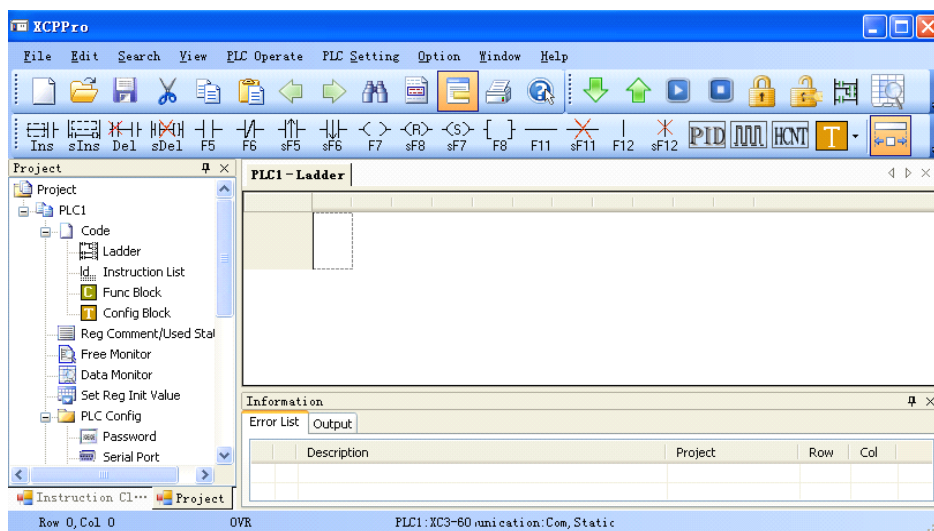 XCPPro
File Edit Search View PLC Operate PLC Setting Option Window Help
Ins sIns Del sDel F5 F6 sF5 sF6 F7 sF8 sF7 F8 F11 sF11 F12 sF12 PID HCNT T
Project
PLC1-Ladder
Project
PLC1
Code
Ladder
Instruction List
Func Block
Config Block
Reg Comment/Used Sta
Free Monitor
Data Monitor
Set Reg Init Value
PLC Config
Password
Serial Port
Information
Error List Output
Description Project Row Col
Instruction Cl··· Project
Row 0,Col 0 OVR PLC1:XC3-60 unication:Com,Static